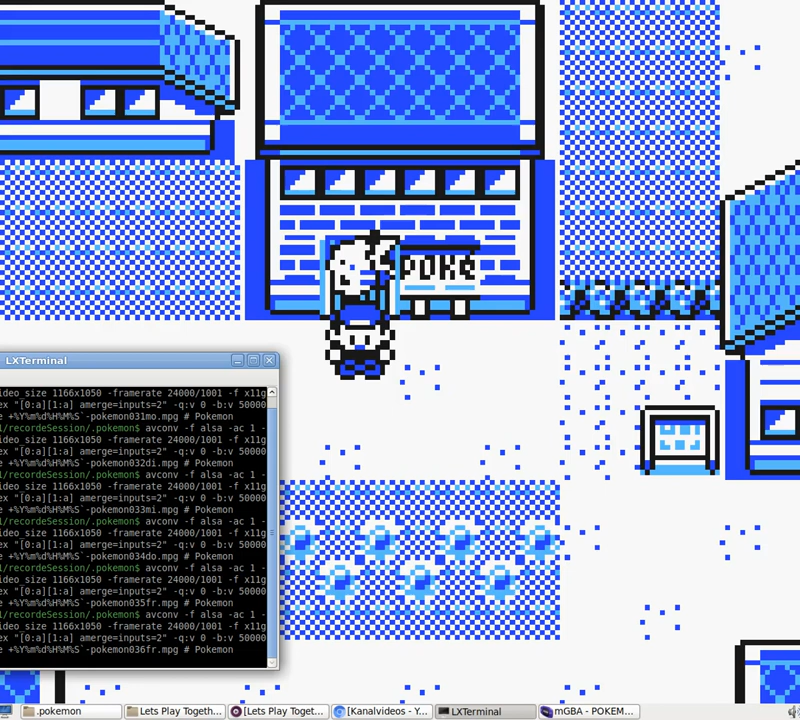 POKé
LXTerminal
ideo_size 1166x1050 -framerate 24000/1001 -f x11g
ex "[0:a][1:a] amerge=inputs=2" -q:v 0 -b:v 50000
e +%Y%m%d%H%M%S`-pokemon031mo.mpg # Pokemon
l/recordeSession/.pokemon$ avconv -f alsa -ac 1 -
ideo_size 1166x1050 -framerate 24000/1001 -f x11g
ex "[0:a][1:a] amerge=inputs=2" -q:v 0 -b:v 50000
e +%Y%m%d%H%M%S`-pokemon032di.mpg # Pokemon
l/recordeSession/.pokemon$ avconv -f alsa -ac 1 -
ideo_size 1166x1050 -framerate 24000/1001 -f x11g
ex "[0:a][1:a] amerge=inputs=2" -q:v 0 -b:v 50000
e +%Y%m%d%H%M%S`-pokemon033mi.mpg # Pokemon
l/recordeSession/.pokemon$ avconv -f alsa -ac 1 -
ideo_size 1166x1050 -framerate 24000/1001 -f x11g
ex "[0:a][1:a] amerge=inputs=2" -q:v 0 -b:v 50000
e +%Y%m%d%H%M%S`-pokemon034do.mpg # Pokemon
l/recordeSession/.pokemon$ avconv -f alsa -ac 1 -
ideo_size 1166x1050 -framerate 24000/1001 -f x11g
ex "[0:a][1:a] amerge=inputs=2" -q:v 0 -b:v 50000
e +%Y%m%d%H%M%S`-pokemon035fr.mpg # Pokemon
l/recordeSession/.pokemon$ avconv -f alsa -ac 1 -
ideo_size 1166x1050 -framerate 24000/1001 -f x11g
ex "[0:a][1:a] amerge=inputs=2" -q:v 0 -b:v 50000
e +%Y%m%d%H%M%S`-pokemon036fr.mpg # Pokemon
.pokemon
Lets Play Togeth...
[Lets Play Toget...
[Kanalvideos - Y...
LXTerminal
mGBA - POKEM...